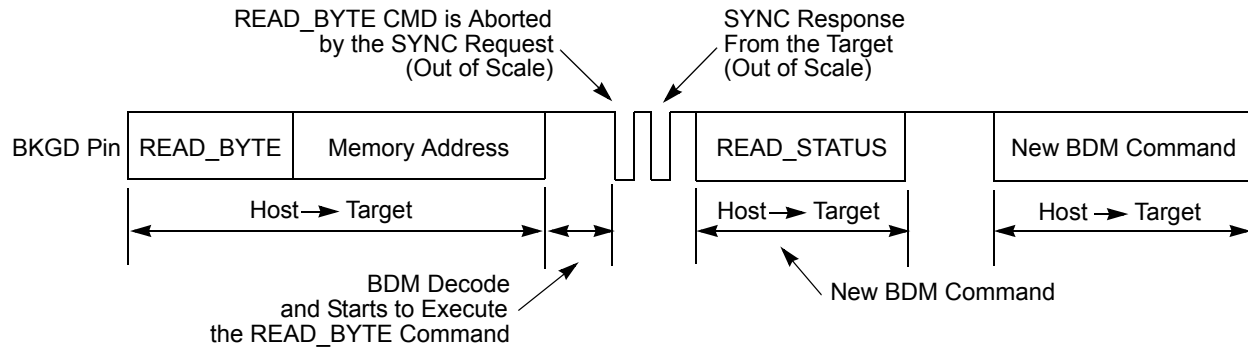 READ_BYTE CMD is Aborted
by the SYNC Request
(Out of Scale)
SYNC Response
From the Target
(Out of Scale)
BKGD Pin
READ_BYTE
Memory Address
READ_STATUS
New BDM Command
Host → Target
Host → Target
Host → Target
BDM Decode
and Starts to Execute
the READ_BYTE Command
New BDM Command